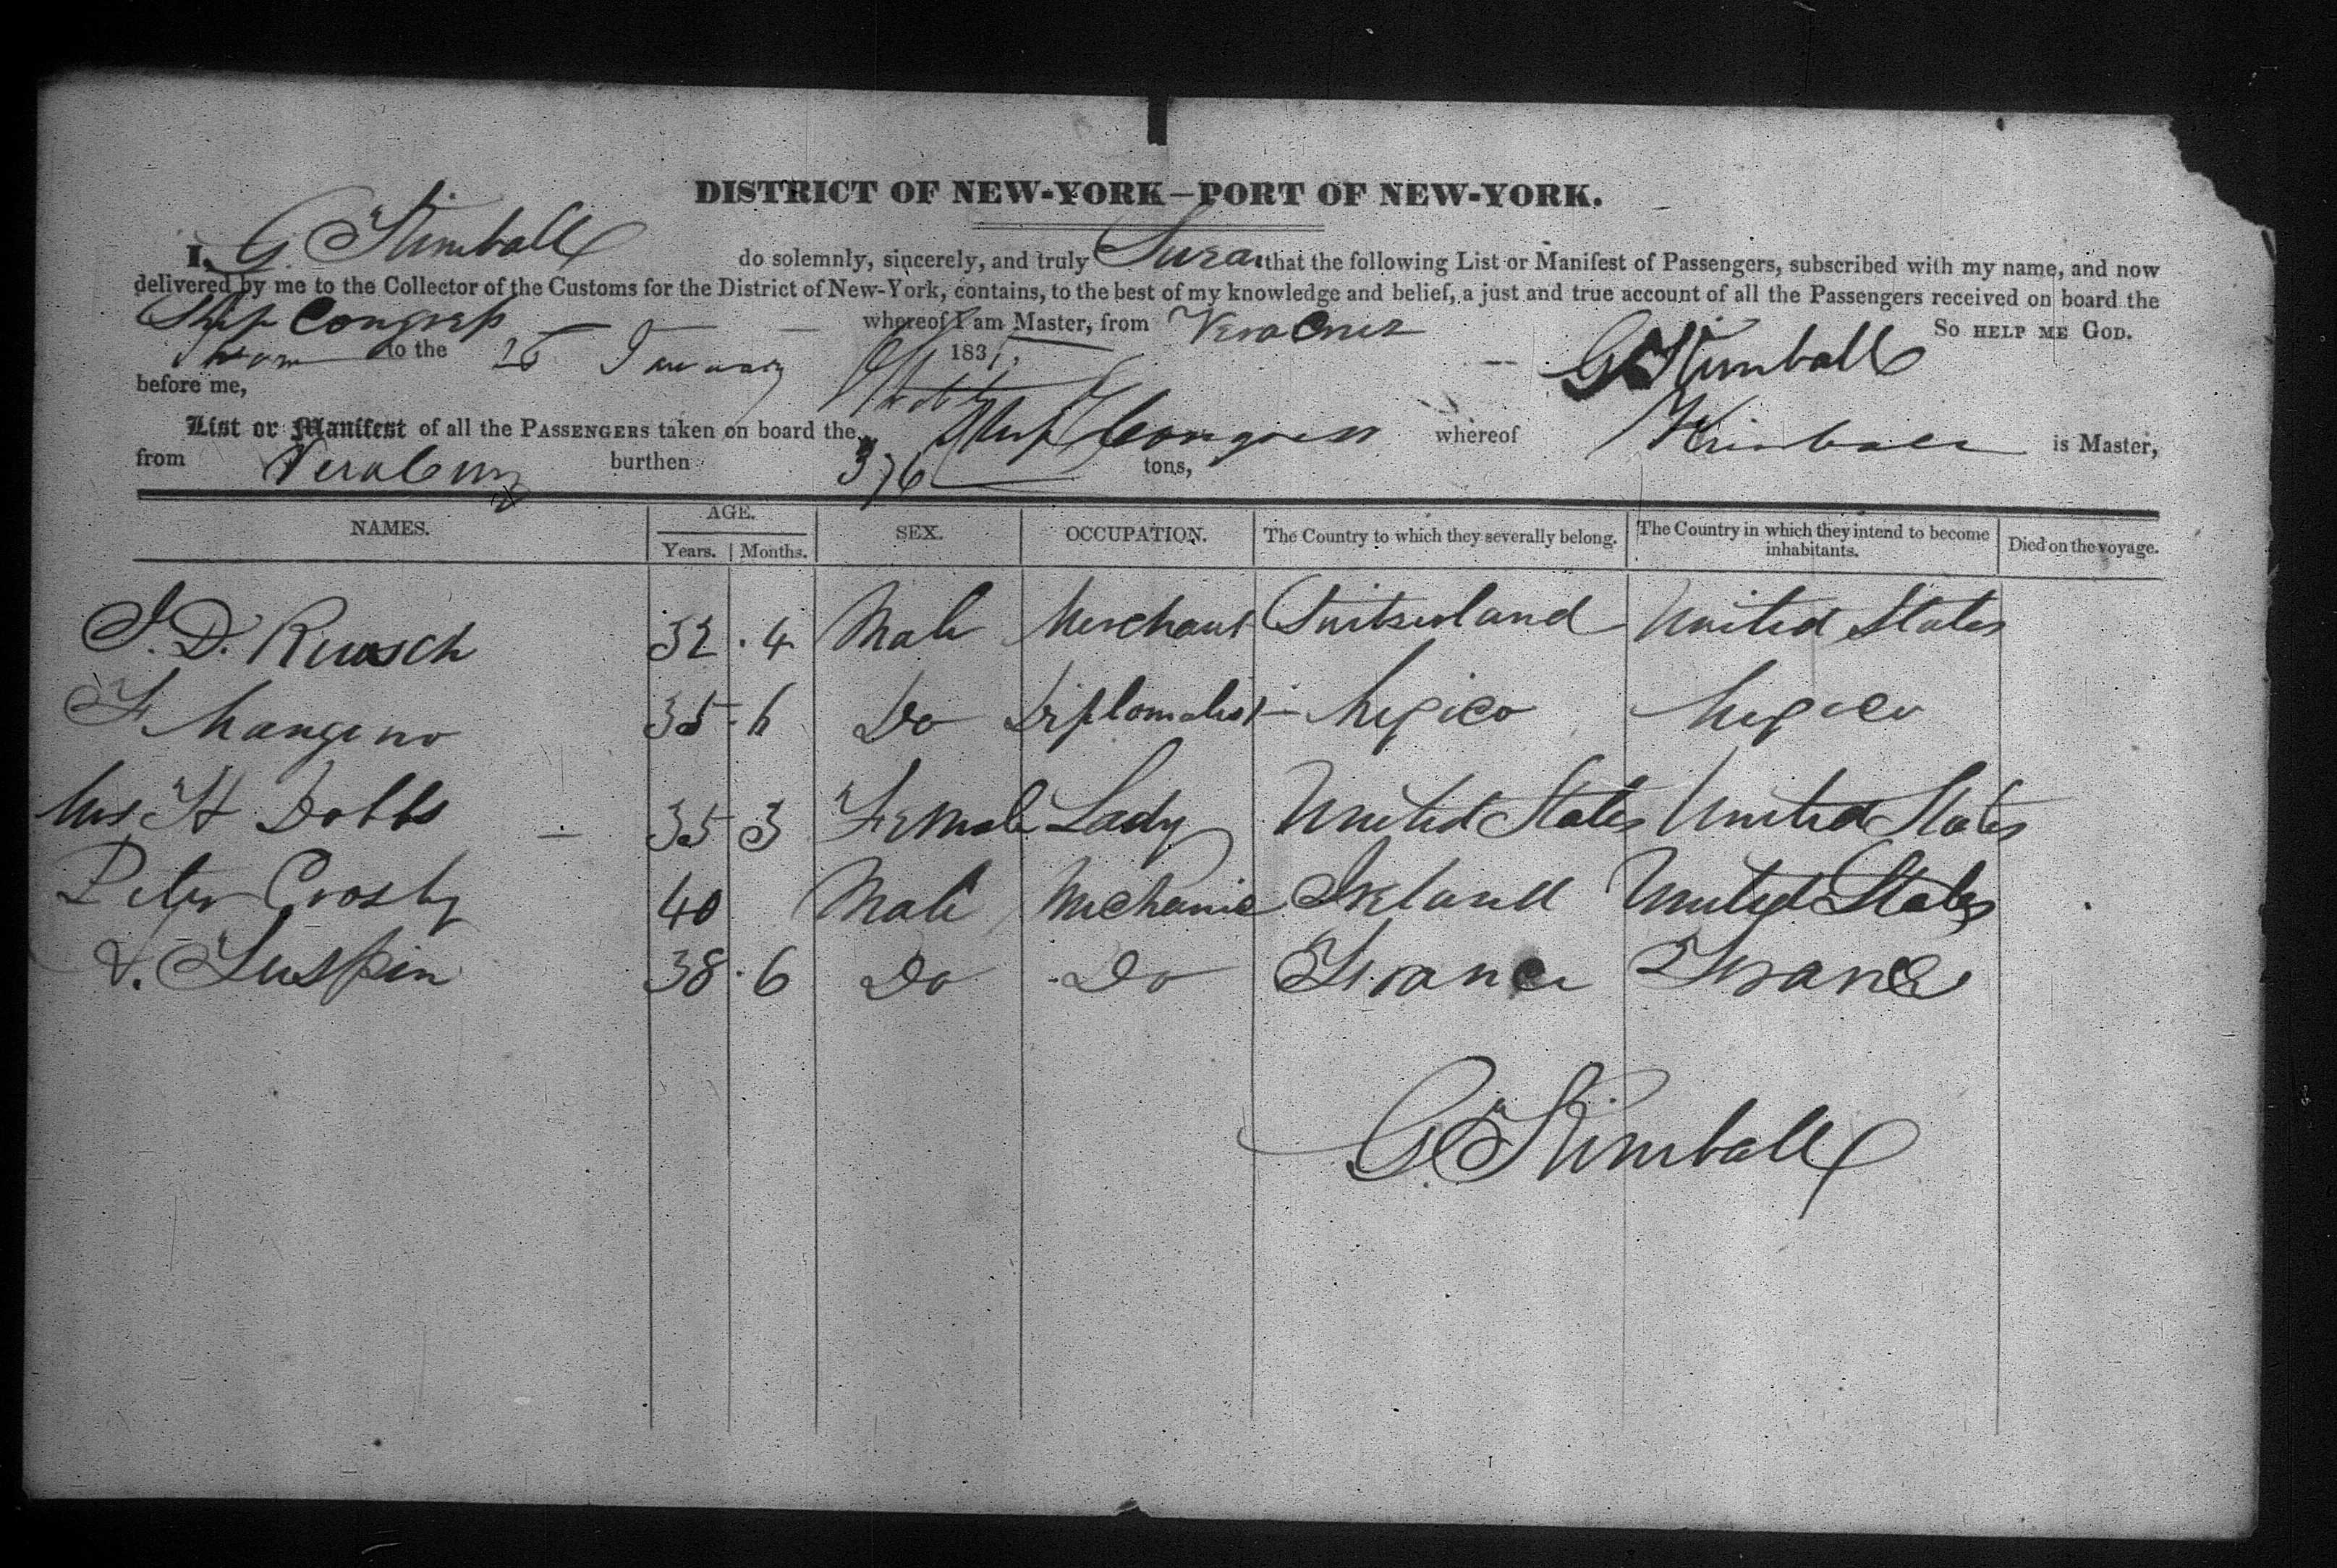 DISTRICT OF NEW-YORK—PORT OF NEW-YORK.
I, G. Kimball do solemnly, sincerely, and truly Swear that the following List or Manifest of Passengers, subscribed with my name, and now
delivered by me to the Collector of the Customs for the District of New-York, contains, to the best of my knowledge and belief, a just and true account of all the Passengers received on board the
Ship Congress whereof I am Master, from Vera Cruz So HELP ME GOD.
Sworn to the 25 January 1831. G Kimball
before me,
List or Manifest of all the PASSENGERS taken on board the Ship Congress whereof Kimball is Master,
from Vera Cruz burthen 376 tons,
NAMES. AGE. Years. Months. SEX. OCCUPATION. The Country to which they severally belong. The Country in which they intend to become inhabitants. Died on the voyage.
J. D. Rusch 32 . 4 Male Merchant Switserland United States
F Mangino 35 . 6 Do Diplomatist Mejico Mejico
Mrs H Dobbs 35 3 Female Lady United States United States
Peter Crosby 40 Male Mechanic Ireland United States
38 . 6 Do Do France France
G. Kimball